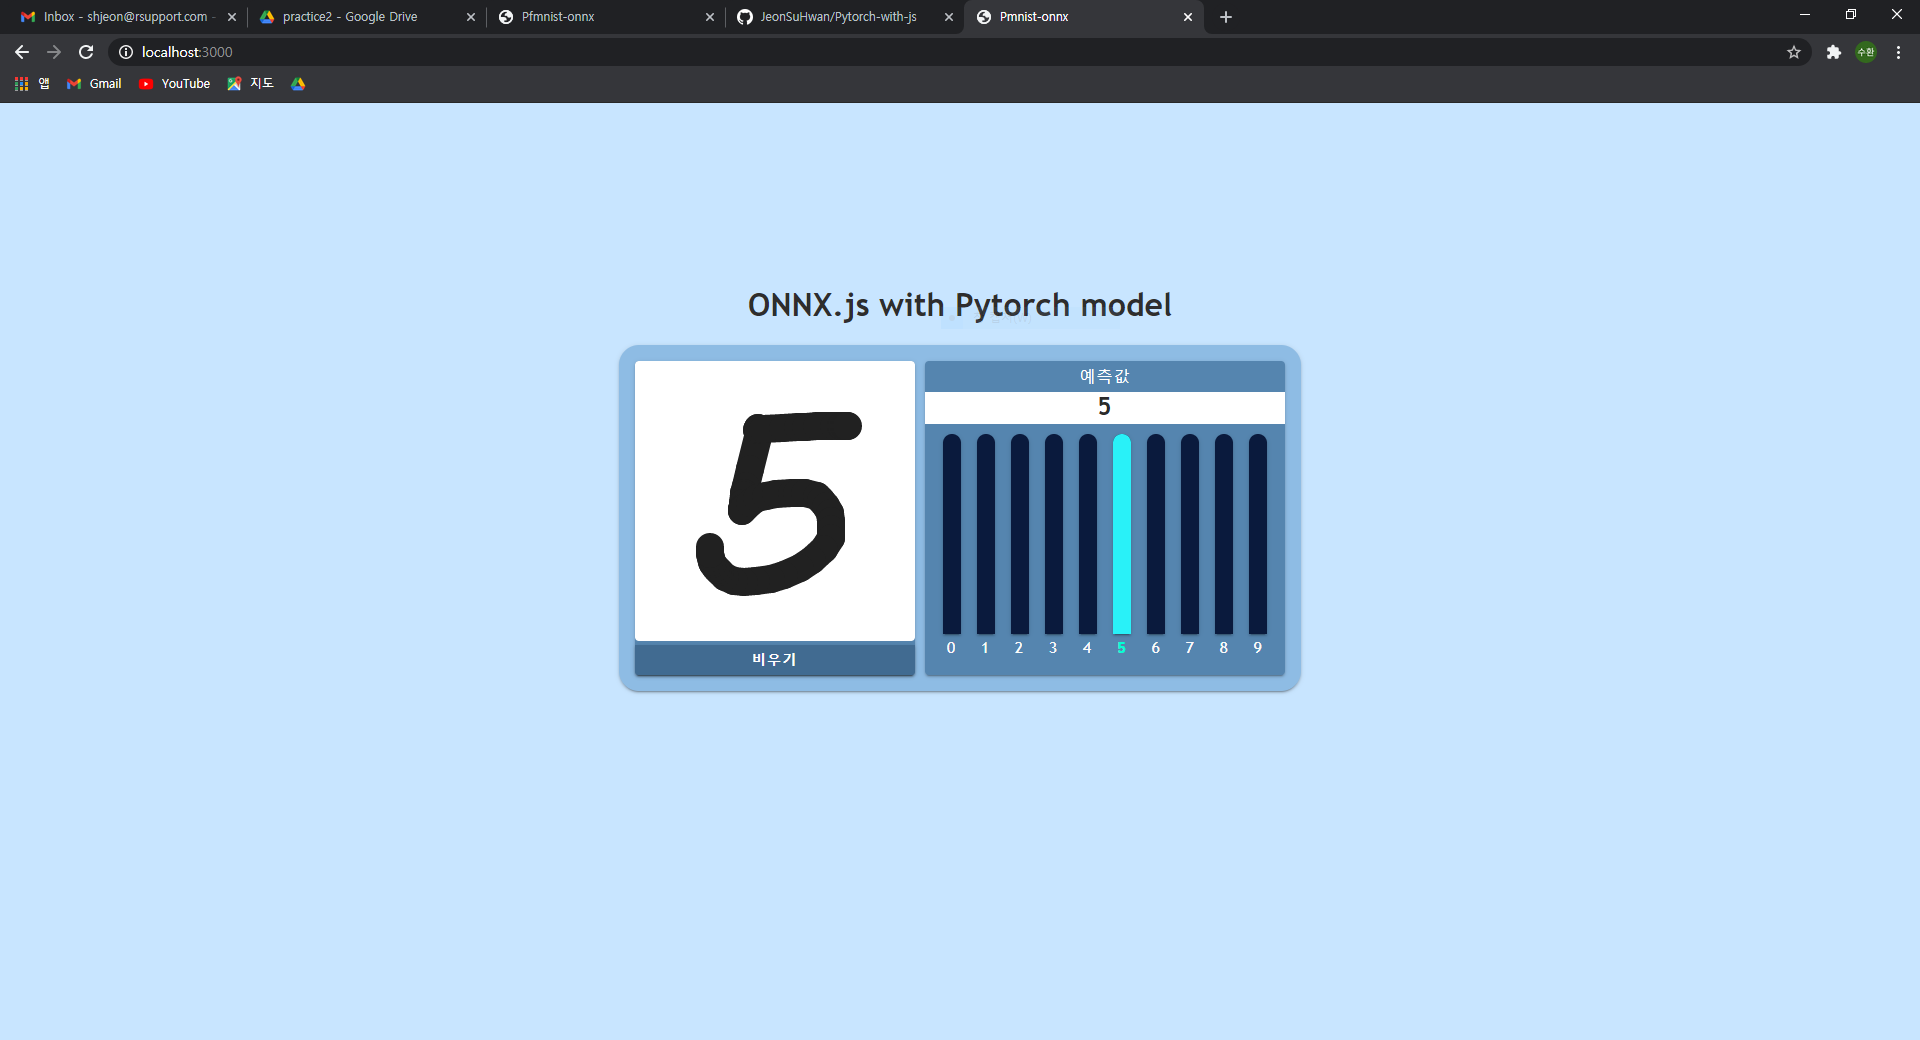 Inbox - shjeon@rsupport.com -
practice2 - Google Drive
Pfmnist-onnx
JeonSuHwan/Pytorch-with-js
Pmnist-onnx
localhost:3000
수환
앱
Gmail
YouTube
지도
ONNX.js with Pytorch model
5
예측값
5
0 1 2 3 4 5 6 7 8 9
비우기